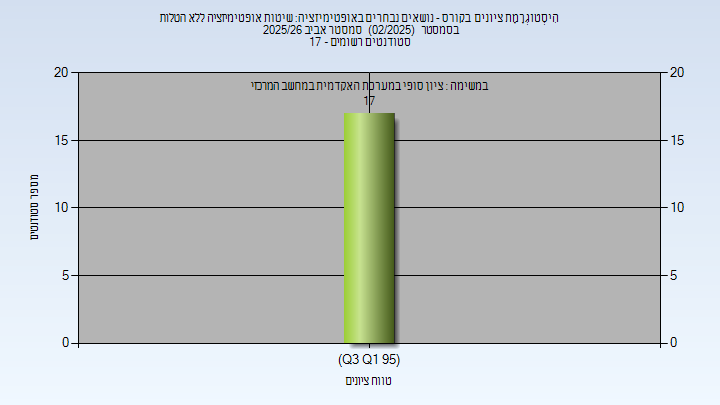 הִיסְטוֹגְרַמַּת ציונים בקורס - נושאים נבחרים באופטימיזציה: שיטות אופטימיזציה ללא הטלות
בסמסטר (02/2025) סמסטר אביב 2025/26
סטודנטים רשומים - 17
במשימה : ציון סופי במערכת האקדמית במחשב המרכזי
17
20
15
10
5
0
20
15
10
5
0
מספר סטודנטים
(Q3 Q1 95)
טווח ציונים